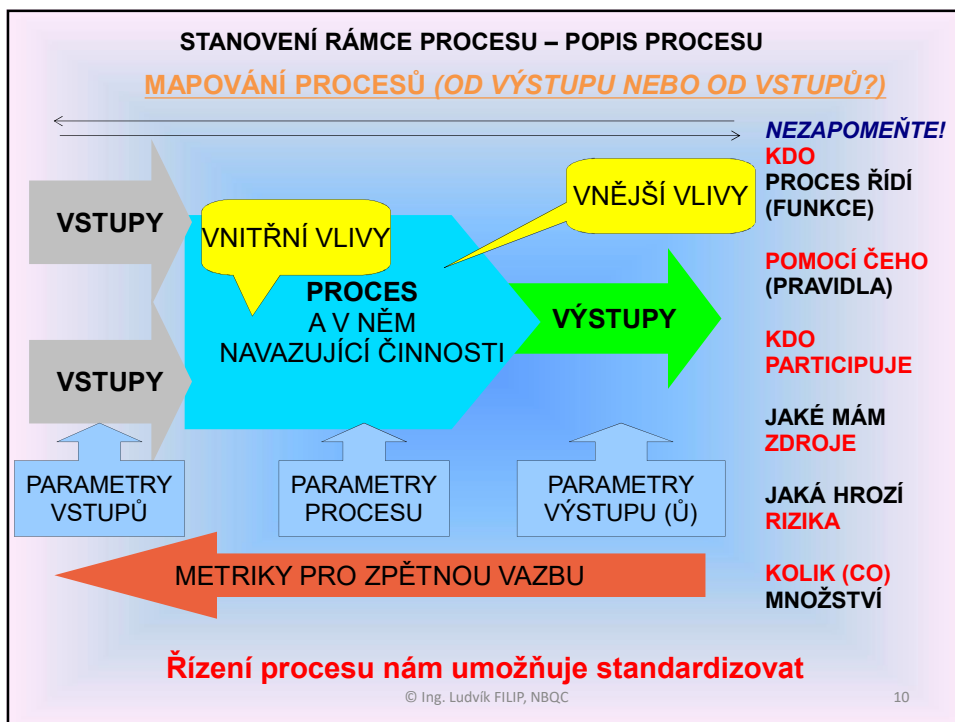 STANOVENÍ RÁMCE PROCESU – POPIS PROCESU
MAPOVÁNÍ PROCESŮ (OD VÝSTUPU NEBO OD VSTUPŮ?)
VSTUPY
VSTUPY
VNITŘNÍ VLIVY
VNĚJŠÍ VLIVY
PROCES
A V NĚM
NAVAZUJÍCÍ ČINNOSTI
VÝSTUPY
PARAMETRY
VSTUPŮ
PARAMETRY
PROCESU
PARAMETRY
VÝSTUPU (Ů)
METRIKY PRO ZPĚTNOU VAZBU
NEZAPOMEŇTE!
KDO
PROCES ŘÍDÍ
(FUNKCE)
POMOCÍ ČEHO
(PRAVIDLA)
KDO
PARTICIPUJE
JAKÉ MÁM
ZDROJE
JAKÁ HROZÍ
RIZIKA
KOLIK (CO)
MNOŽSTVÍ
Řízení procesu nám umožňuje standardizovat
© Ing. Ludvík FILIP, NBQC
10